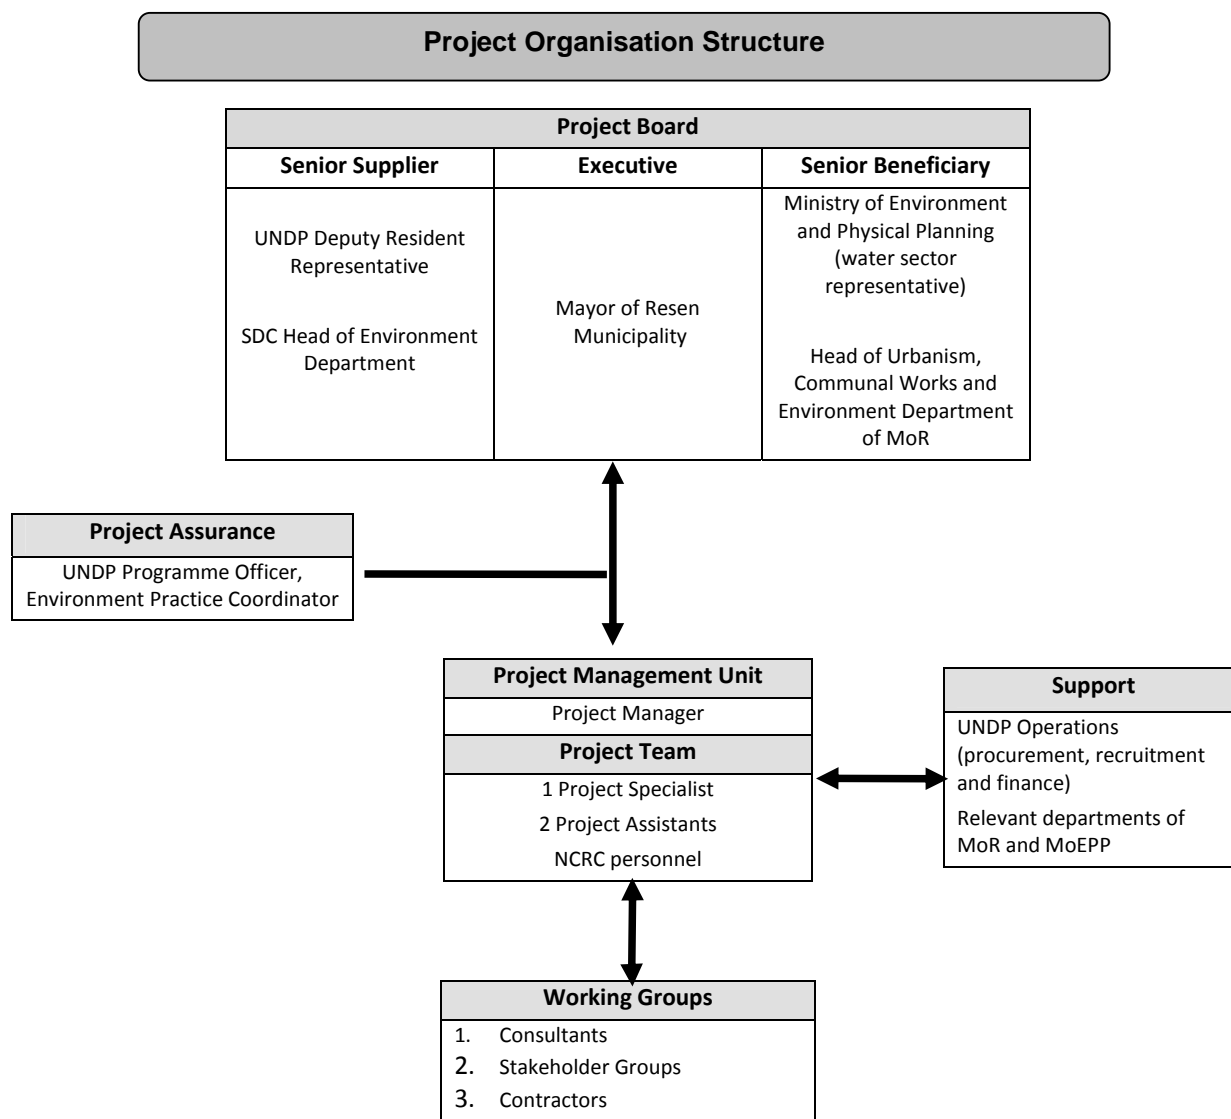 Project Organisation Structure
Project Board
Senior Supplier
Executive
Senior Beneficiary
UNDP Deputy Resident
Representative
SDC Head of Environment
Department
Mayor of Resen
Municipality
Ministry of Environment
and Physical Planning
(water sector
representative)
Head of Urbanism,
Communal Works and
Environment Department
of MoR
Project Assurance
UNDP Programme Officer,
Environment Practice Coordinator
Project Management Unit
Project Manager
Project Team
1 Project Specialist
2 Project Assistants
NCRC personnel
Support
UNDP Operations
(procurement, recruitment
and finance)
Relevant departments of
MoR and MoEPP
Working Groups
1. Consultants
2. Stakeholder Groups
3. Contractors